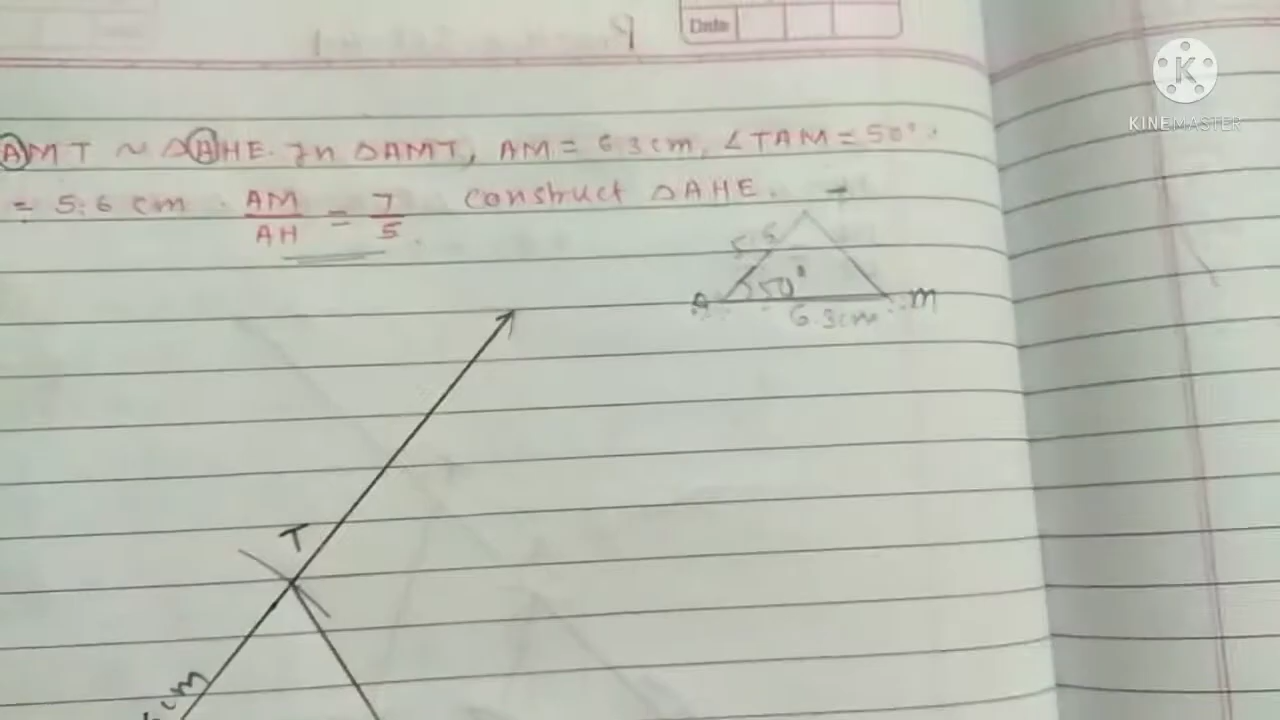 Date
AMT ~ △AHE. In △AMT, AM = 6.3cm, ∠TAM = 50°.
= 5.6 cm. AM/AH = 7/5 construct △AHE.
T
5.5
50°
A
M
6.3cm
T
cm
KINEMASTER